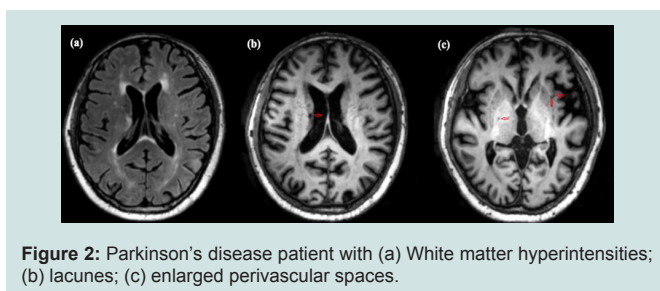 (a)
(b)
(c)
Figure 2: Parkinson's disease patient with (a) White matter hyperintensities;
(b) lacunes; (c) enlarged perivascular spaces.